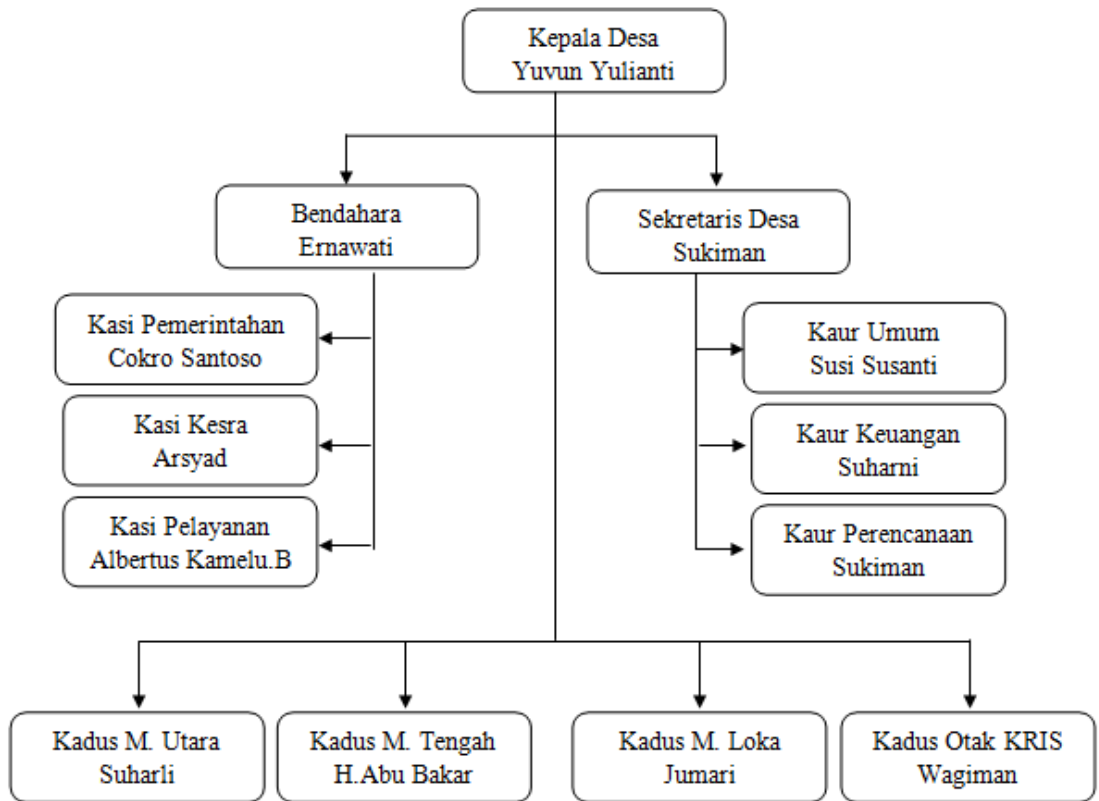 Kepala Desa
Yuvun Yulianti
Bendahara
Ernawati
Sekretaris Desa
Sukiman
Kasi Pemerintahan
Cokro Santoso
Kasi Kesra
Arsyad
Kasi Pelayanan
Albertus Kamelu.B
Kaur Umum
Susi Susanti
Kaur Keuangan
Suharni
Kaur Perencanaan
Sukiman
Kadus M. Utara
Suharli
Kadus M. Tengah
H.Abu Bakar
Kadus M. Loka
Jumari
Kadus Otak KRIS
Wagiman